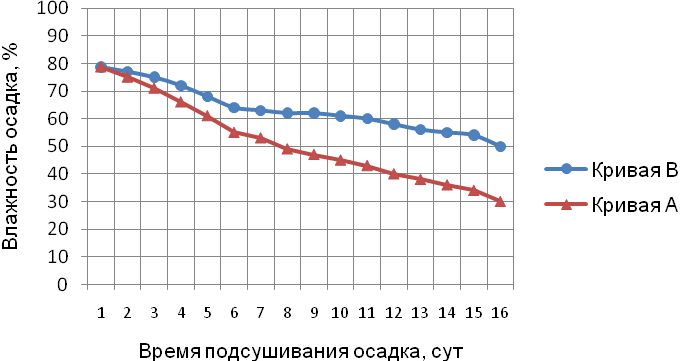 Влажность осадка, %
100
90
80
70
60
50
40
30
20
10
0
1 2 3 4 5 6 7 8 9 10 11 12 13 14 15 16
Время подсушивания осадка, сут
Кривая В
Кривая А